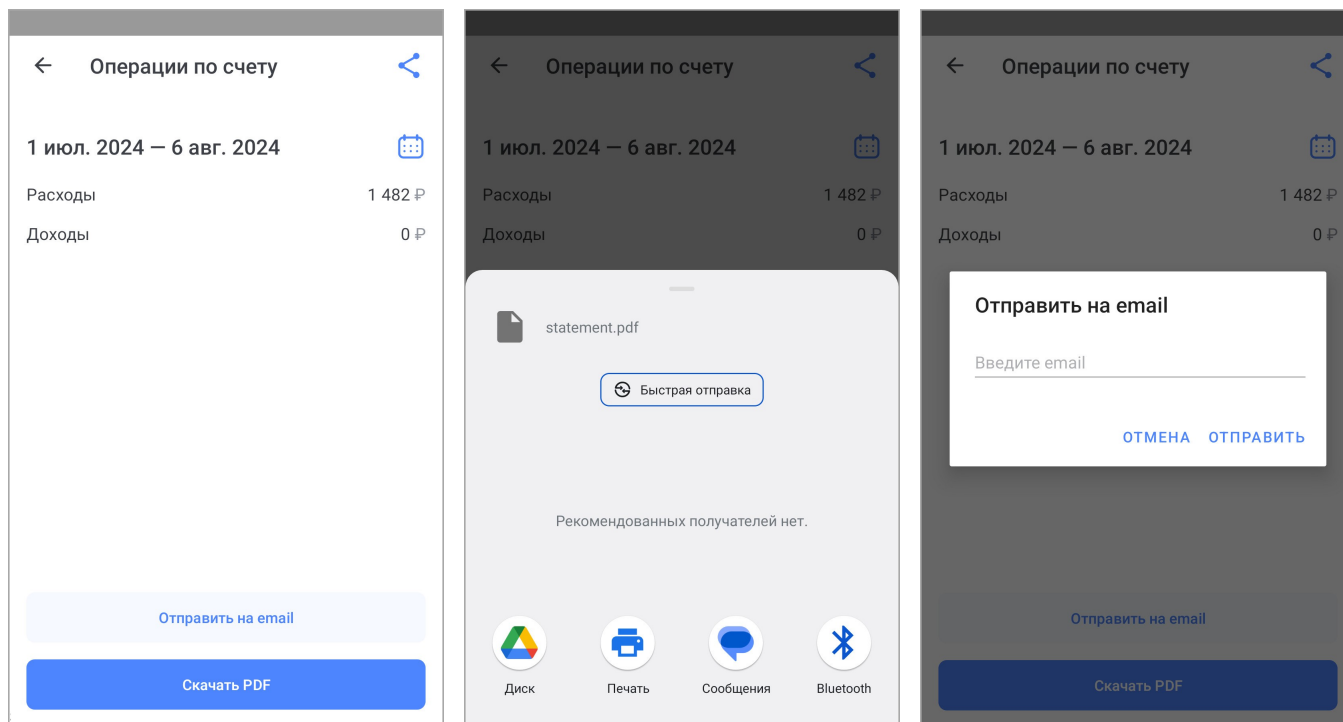 Операции по счету
1 июл. 2024 — 6 авг. 2024
Расходы 1 482 ₽
Доходы 0 ₽
Отправить на email
Скачать PDF
Операции по счету
1 июл. 2024 — 6 авг. 2024
Расходы 1 482 ₽
Доходы 0 ₽
statement.pdf
Быстрая отправка
Рекомендованных получателей нет.
Диск Печать Сообщения Bluetooth
Операции по счету
1 июл. 2024 — 6 авг. 2024
Расходы 1 482 ₽
Доходы 0 ₽
Отправить на email
Введите email
ОТМЕНА ОТПРАВИТЬ
Отправить на email
Скачать PDF